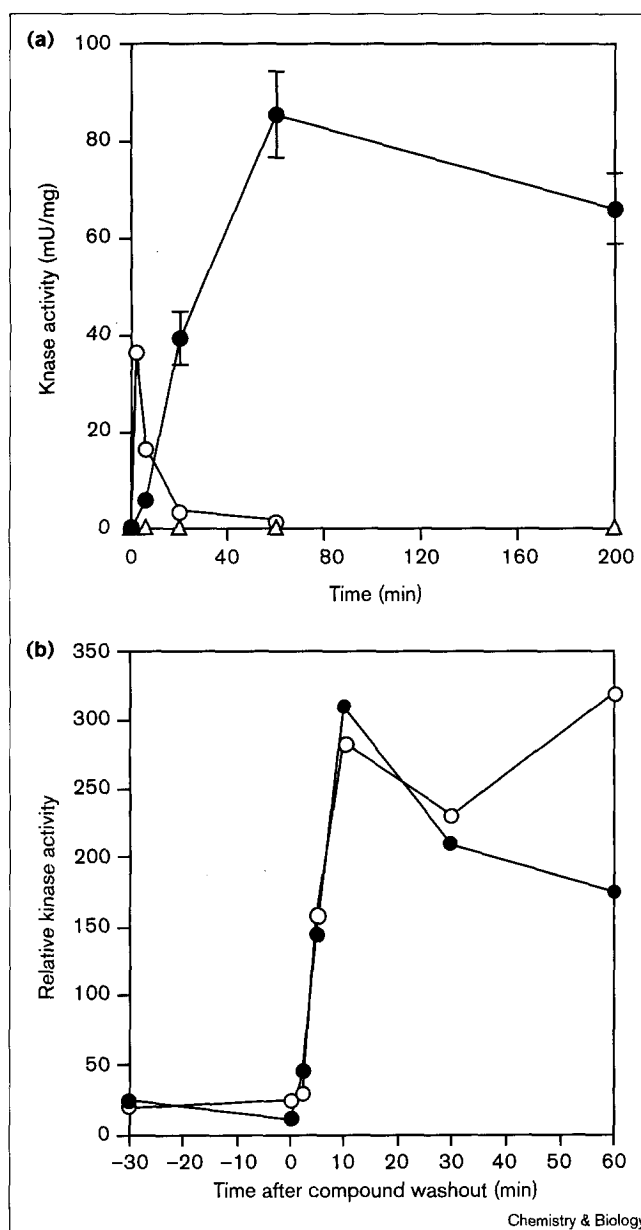 (a)
100
80
60
40
20
0
Knase activity (mU/mg)
0 40 80 120 160 200
Time (min)
(b)
350
300
250
200
150
100
50
0
Relative kinase activity
−30 −20 −10 0 10 20 30 40 50 60
Time after compound washout (min)
Chemistry & Biology